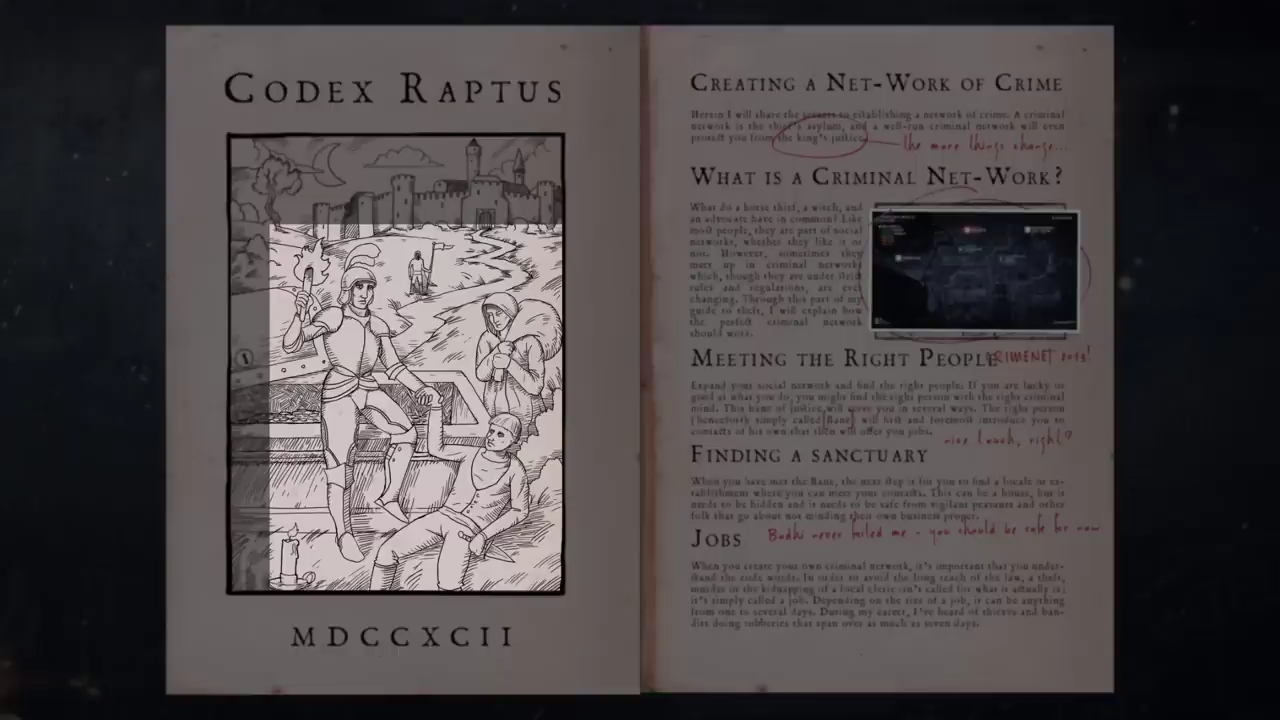 CODEX RAPTUS
MDCCXCII
CREATING A NET-WORK OF CRIME
Herein I will share the secrets to establishing a network of crime. A criminal
network is the thief's asylum, and a well-run criminal network will even
protect you from the king's justice.
the more things change...
WHAT IS A CRIMINAL NET-WORK?
What do a horse thief, a witch, and
an advocate have in common? Like
most people, they are part of social
networks, whether they like it or
not. However, sometimes they
meet up in criminal networks
which, though they are under strict
rules and regulations, are ever
changing. Through this part of my
guide to theft, I will explain how
the perfect criminal network
should work.
MEETING THE RIGHT PEOPLE
CRIMENET 2013!
Expand your social network and find the right people. If you are lucky or
good at what you do, you might find the right person with the right criminal
mind. This bane of justice will serve you in several ways. The right person
(henceforth simply called Bane) will first and foremost introduce you to
contacts of his own that then will offer you jobs.
nice touch, right?
FINDING A SANCTUARY
When you have met the Bane, the next step is for you to find a locale or es-
tablishment where you can meet your contacts. This can be a house, but it
needs to be hidden and it needs to be safe from vigilant peasants and other
folk that go about not minding their own business proper.
JOBS
Bodhi never failed me - you should be safe for now
When you create your own criminal network, it's important that you under-
stand the code words. In order to avoid the long reach of the law, a theft,
murder or the kidnapping of a local cleric isn't called for what it actually is;
it's simply called a job. Depending on the size of a job, it can be anything
from one to several days. During my career, I've heard of thieves and ban-
dits doing robberies that span over as much as seven days.